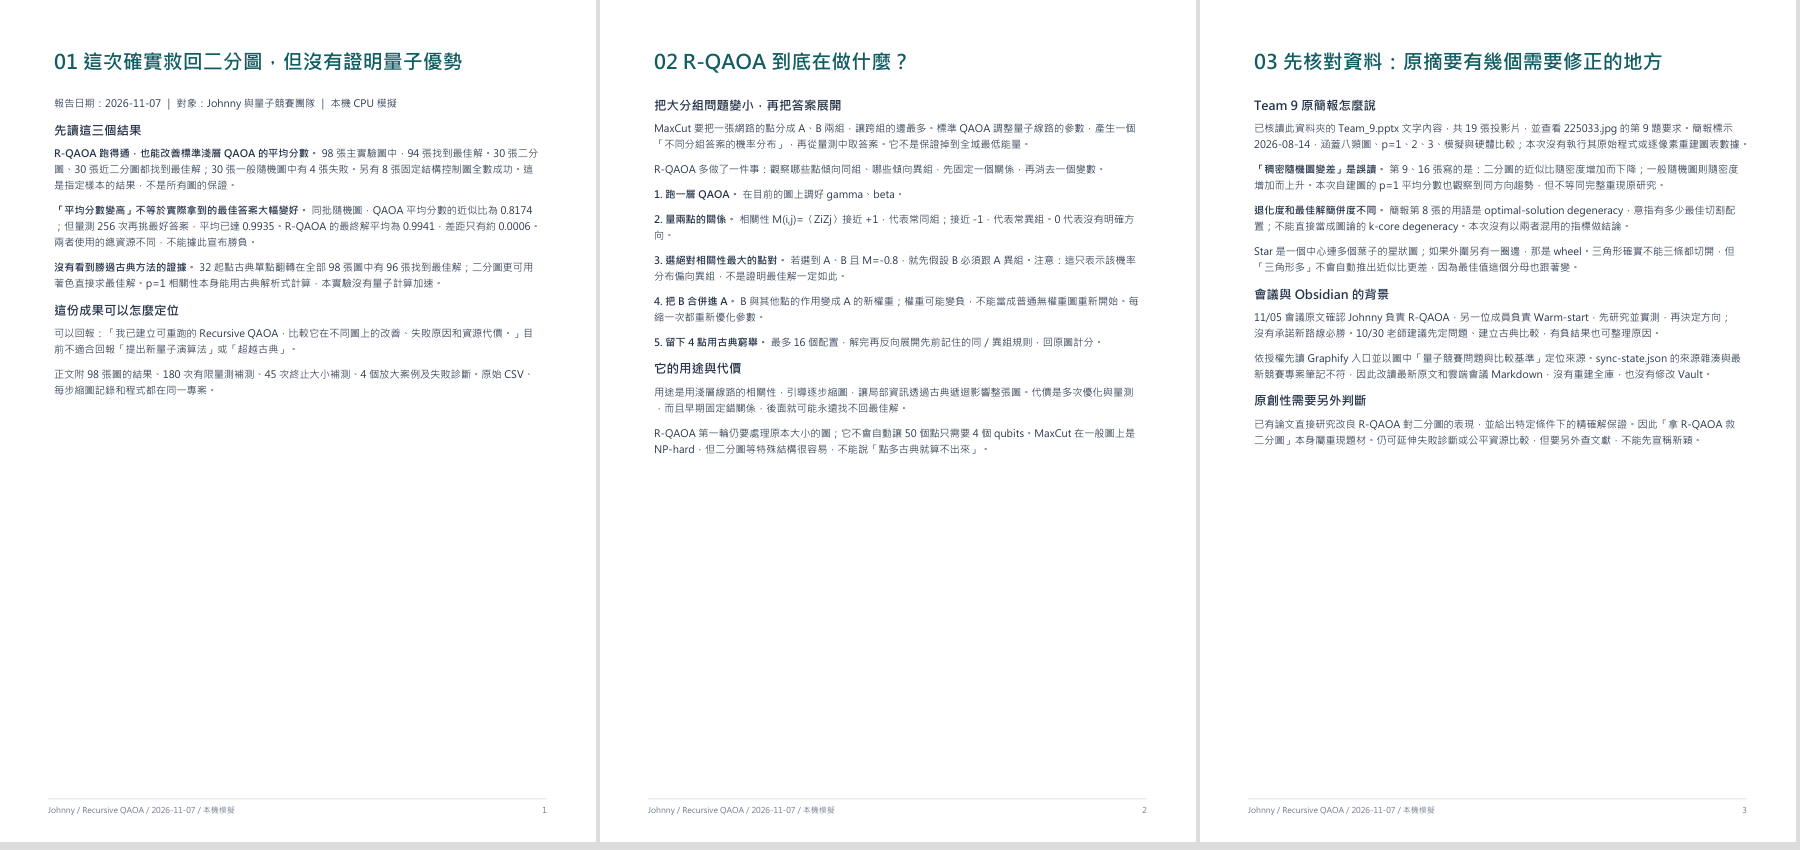 01 這次確實救回二分圖，但沒有證明量子優勢
報告日期：2026-11-07 | 對象：Johnny 與量子競賽團隊 | 本機 CPU 模擬
先讀這三個結果
R-QAOA 跑得通，也能改善標準淺層 QAOA 的平均分數。 98 張主實驗圖中，94 張找到最佳解。30 張二分
圖、30 張近二分圖都找到最佳解；30 張一般隨機圖中有 4 張失敗。另有 8 張固定結構控制圖全數成功。這
是指定樣本的結果，不是所有圖的保證。
「平均分數變高」不等於實際拿到的最佳答案大幅變好。 同批隨機圖，QAOA 平均分數的近似比為 0.8174
；但量測 256 次再挑最好答案，平均已達 0.9935。R-QAOA 的最終解平均為 0.9941，差距只有約 0.0006。
兩者使用的總資源不同，不能據此宣布勝負。
沒有看到勝過古典方法的證據。 32 起點古典單點翻轉在全部 98 張圖中有 96 張找到最佳解；二分圖更可用
著色直接求最佳解。p=1 相關性本身能用古典解析式計算，本實驗沒有量子計算加速。
這份成果可以怎麼定位
可以回報：「我已建立可重跑的 Recursive QAOA，比較它在不同圖上的改善、失敗原因和資源代價。」目
前不適合回報「提出新量子演算法」或「超越古典」。
正文附 98 張圖的結果、180 次有限量測補測、45 次終止大小補測、4 個放大案例及失敗診斷。原始 CSV、
每步縮圖記錄和程式都在同一專案。
Johnny / Recursive QAOA / 2026-11-07 / 本機模擬
1
02 R-QAOA 到底在做什麼？
把大分組問題變小，再把答案展開
MaxCut 要把一張網路的點分成 A、B 兩組，讓跨組的邊最多。標準 QAOA 調整量子線路的參數，產生一個
「不同分組答案的機率分布」，再從量測中取答案。它不是保證掉到全域最低能量。
R-QAOA 多做了一件事：觀察哪些點傾向同組、哪些傾向異組，先固定一個關係，再消去一個變數。
1. 跑一層 QAOA。 在目前的圖上調好 gamma、beta。
2. 量兩點的關係。 相關性 M(i,j)=〈ZiZj〉接近 +1，代表常同組；接近 -1，代表常異組。0 代表沒有明確方
向。
3. 選絕對相關性最大的點對。 若選到 A、B 且 M=-0.8，就先假設 B 必須跟 A 異組。注意：這只表示該機率
分布偏向異組，不是證明最佳解一定如此。
4. 把 B 合併進 A。 B 與其他點的作用變成 A 的新權重；權重可能變負，不能當成普通無權重圖重新開始。每
縮一次都重新優化參數。
5. 留下 4 點用古典窮舉。 最多 16 個配置，解完再反向展開先前記住的同 / 異組規則，回原圖計分。
它的用途與代價
用途是用淺層線路的相關性，引導逐步縮圖，讓局部資訊透過古典遞迴影響整張圖。代價是多次優化與量測
，而且早期固定錯關係，後面就可能永遠找不回最佳解。
R-QAOA 第一輪仍要處理原本大小的圖；它不會自動讓 50 個點只需要 4 個 qubits。MaxCut 在一般圖上是
NP-hard，但二分圖等特殊結構很容易，不能說「點多古典就算不出來」。
Johnny / Recursive QAOA / 2026-11-07 / 本機模擬
2
03 先核對資料：原摘要有幾個需要修正的地方
Team 9 原簡報怎麼說
已核讀此資料夾的 Team_9.pptx 文字內容，共 19 張投影片，並查看 225033.jpg 的第 9 題要求。簡報標示
2026-08-14，涵蓋八類圖、p=1、2、3、模擬與硬體比較；本次沒有執行其原始程式或逐像素重建圖表數據。
「稠密隨機圖變差」是誤讀。 第 9、16 張寫的是：二分圖的近似比隨密度增加而下降；一般隨機圖則隨密度
增加而上升。本次自建圖的 p=1 平均分數也觀察到同方向趨勢，但不等同完整重現原研究。
退化度和最佳解簡併度不同。 簡報第 8 張的用語是 optimal-solution degeneracy，意指有多少最佳切割配
置；不能直接當成圖論的 k-core degeneracy。本次沒有以兩者混用的指標做結論。
Star 是一個中心連多個葉子的星狀圖；如果外圍另有一圈邊，那是 wheel。三角形確實不能三條都切開，但
「三角形多」不會自動推出近似比更差，因為最佳值這個分母也跟著變。
會議與 Obsidian 的背景
11/05 會議原文確認 Johnny 負責 R-QAOA，另一位成員負責 Warm-start，先研究並實測，再決定方向；
沒有承諾新路線必勝。10/30 老師建議先定問題、建立古典比較，有負結果也可整理原因。
依授權先讀 Graphify 入口並以圖中「量子競賽問題與比較基準」定位來源。sync-state.json 的來源雜湊與最
新競賽專案筆記不符，因此改讀最新原文和雲端會議 Markdown，沒有重建全庫，也沒有修改 Vault。
原創性需要另外判斷
已有論文直接研究改良 R-QAOA 對二分圖的表現，並給出特定條件下的精確解保證。因此「拿 R-QAOA 救
二分圖」本身屬重現題材。仍可延伸失敗診斷或公平資源比較，但要另外查文獻，不能先宣稱新穎。
Johnny / Recursive QAOA / 2026-11-07 / 本機模擬
3